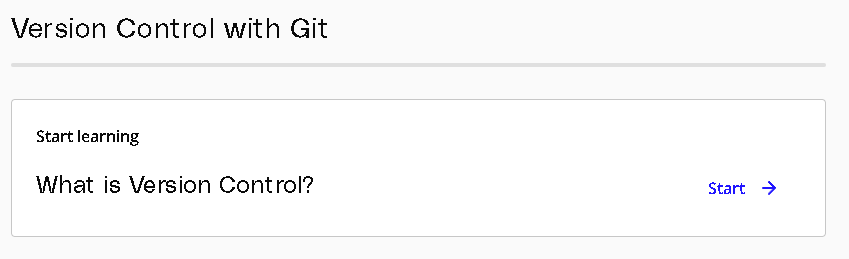 Version Control with Git
Start learning
What is Version Control?
Start